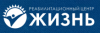 РЕАБИЛИТАЦИОННЫЙ ЦЕНТР
ЖИЗНЬ